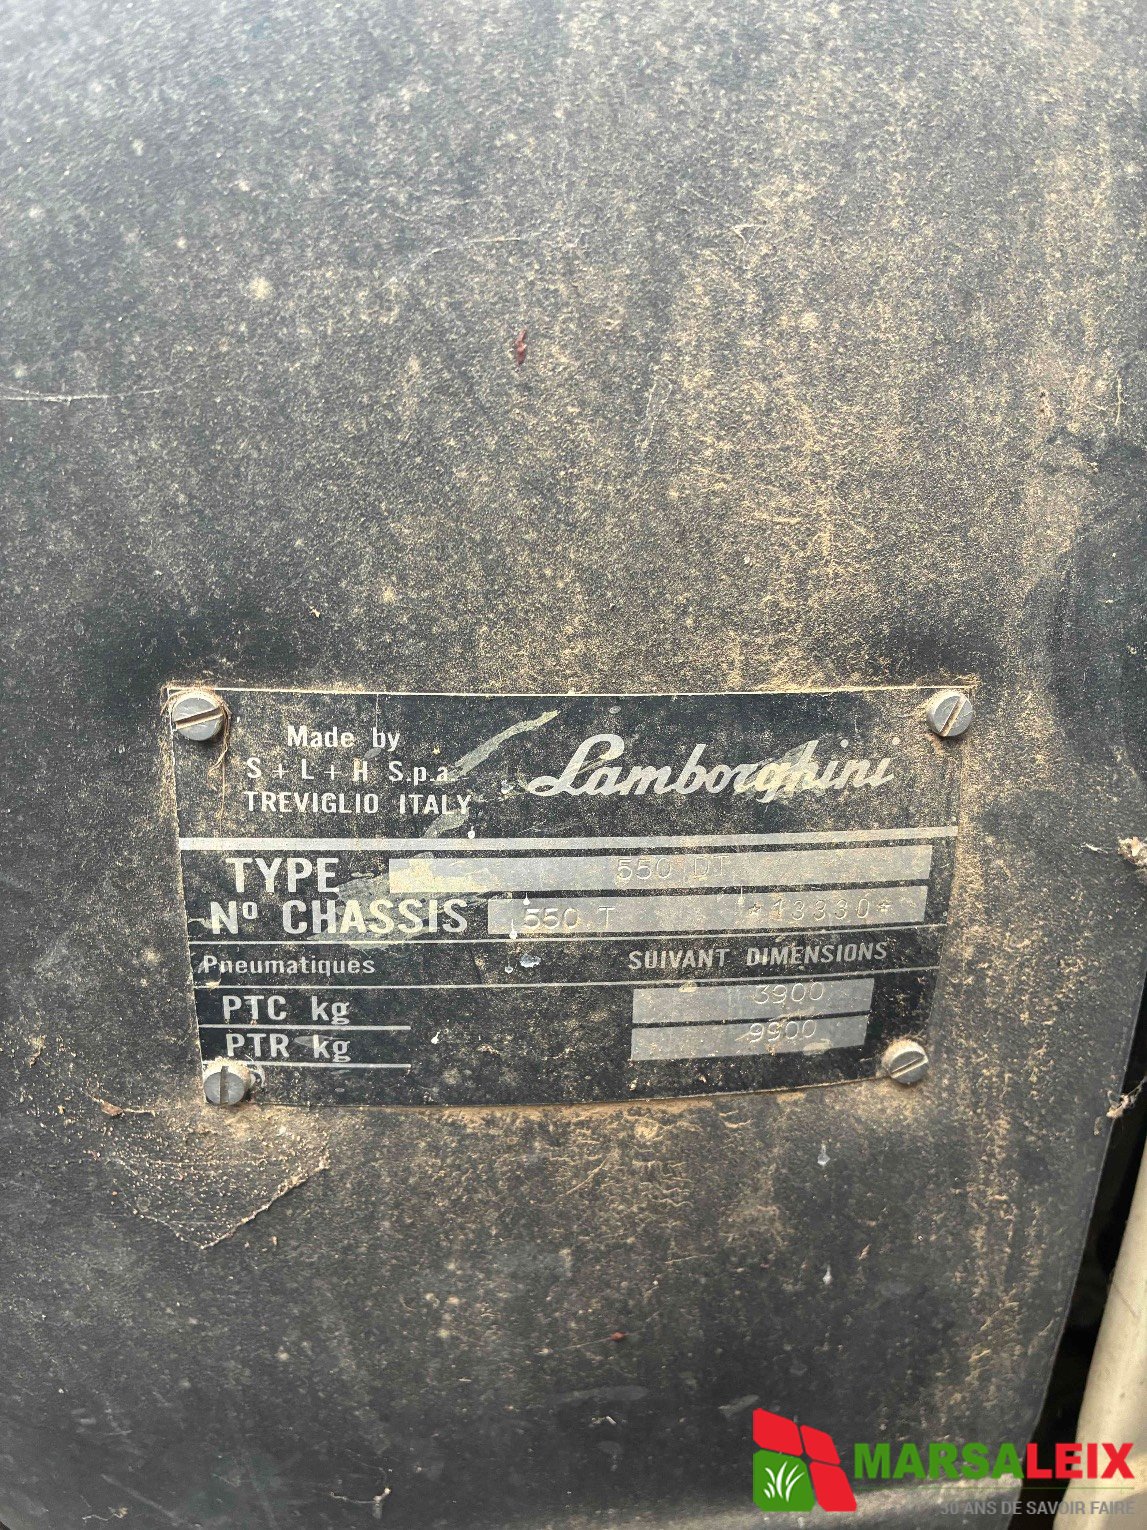 Made by
S + L + H S.p.a.
TREVIGLIO ITALY
Lamborghini
TYPE 550 DT
Nº CHASSIS 550.T *13330*
Pneumatiques SUIVANT DIMENSIONS
PTC kg 3900
PTR kg 9900
MARSALEIX
30 ANS DE SAVOIR FAIRE